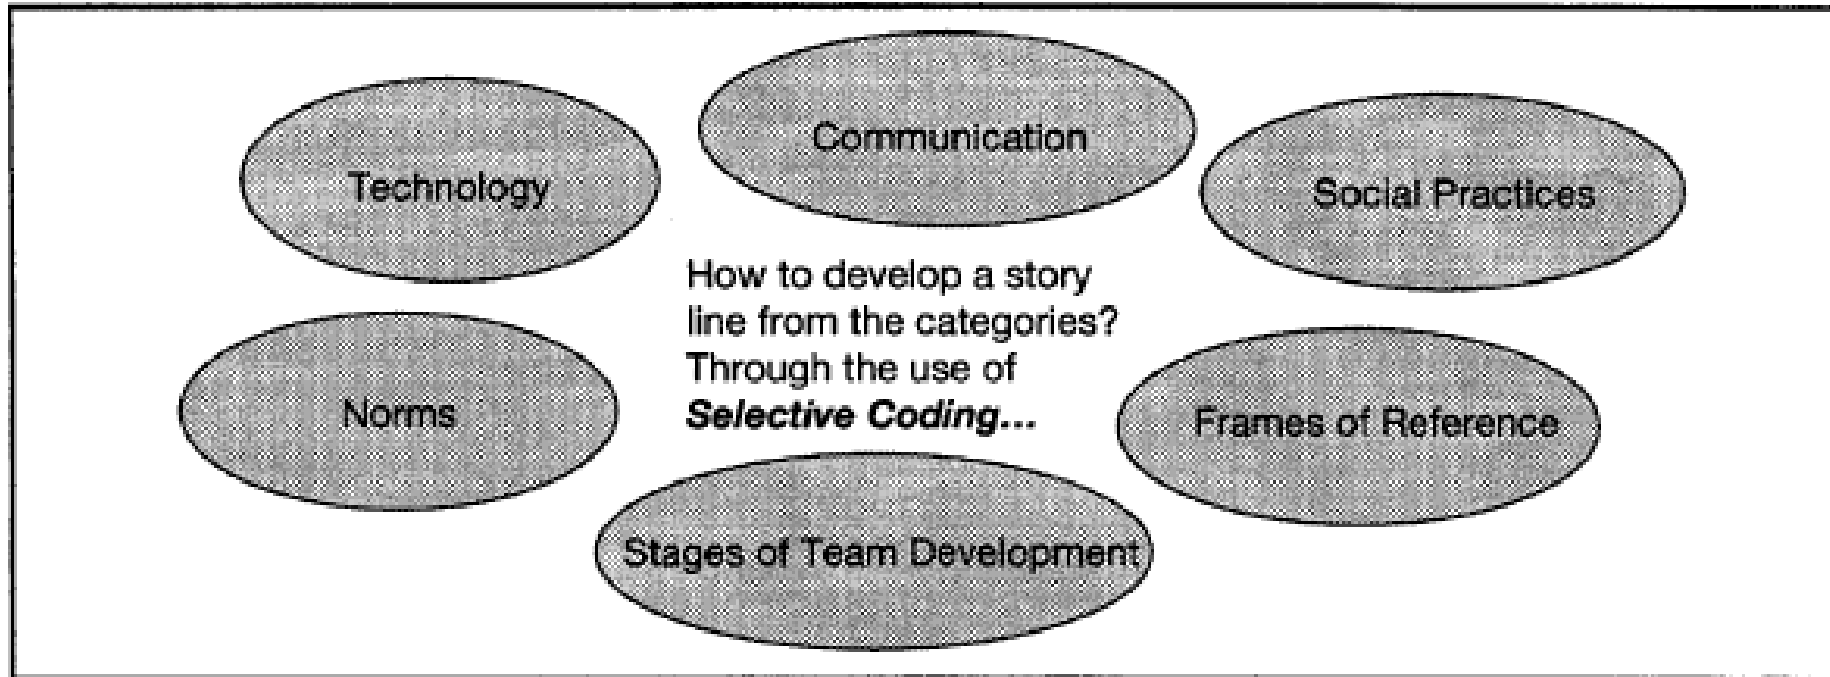 Communication
Technology
Social Practices
How to develop a story
line from the categories?
Through the use of
Selective Coding...
Norms
Frames of Reference
Stages of Team Development